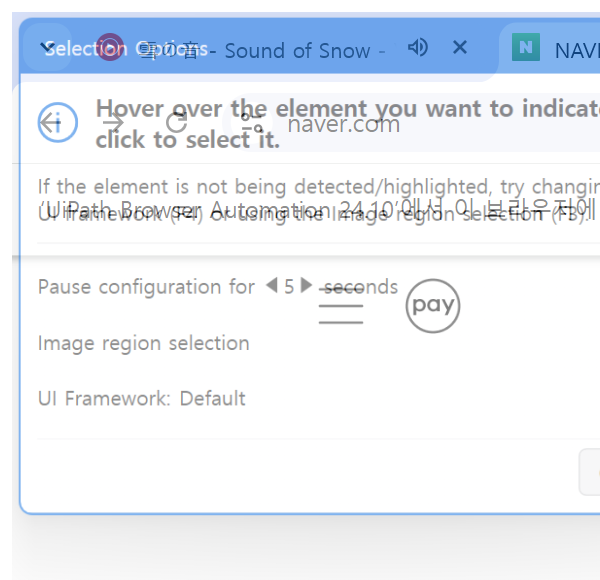 Selection Options
雪の音 - Sound of Snow -
N
NAVE
Hover over the element you want to indicate
click to select it.
naver.com
If the element is not being detected/highlighted, try changin
UI framework (F4) or using the Image region selection (F3).
'UiPath Browser Automation 24.10'에서 이 브라우저에
Pause configuration for 5 seconds
pay
Image region selection
UI Framework: Default